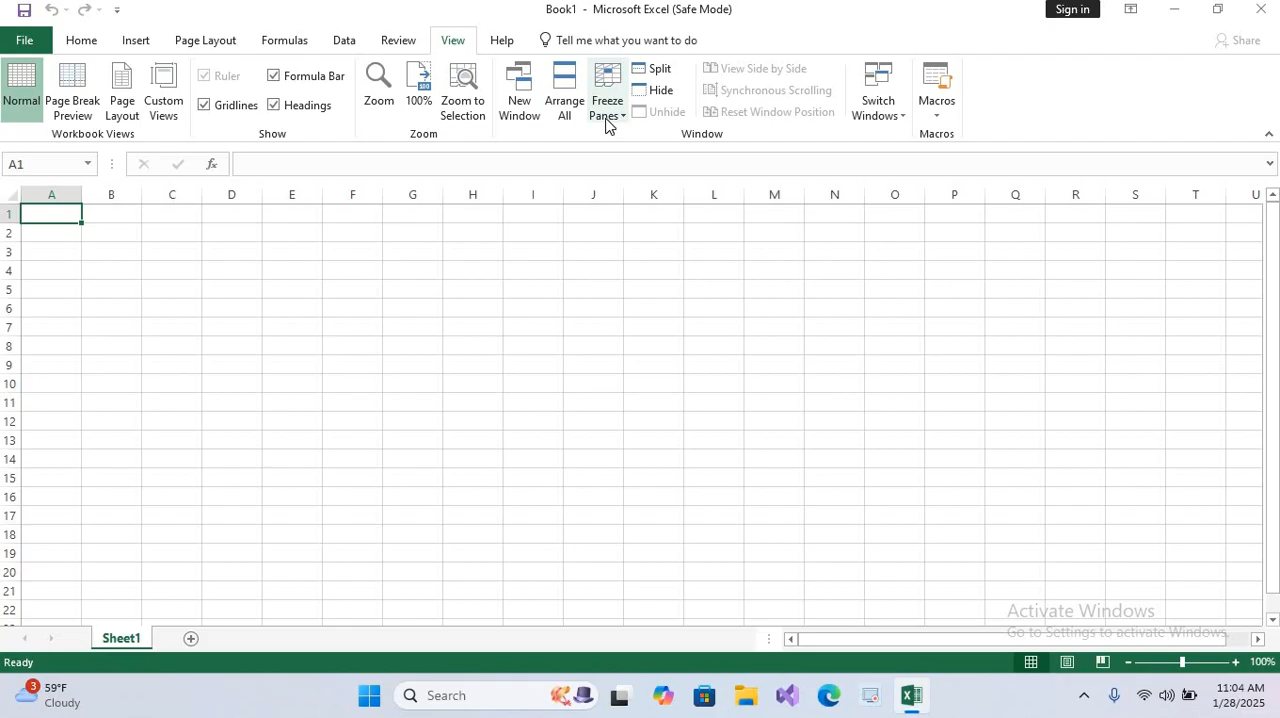 Book1 - Microsoft Excel (Safe Mode)
Sign in
File Home Insert Page Layout Formulas Data Review View Help Tell me what you want to do Share
Normal
Page Break Preview
Page Layout
Custom Views
Workbook Views
Ruler
Formula Bar
Gridlines
Headings
Show
Zoom
100%
Zoom to Selection
Zoom
New Window
Arrange All
Freeze Panes
Split
Hide
Unhide
View Side by Side
Synchronous Scrolling
Reset Window Position
Window
Switch Windows
Macros
Macros
A1
fx
A B C D E F G H I J K L M N O P Q R S T U
1
2
3
4
5
6
7
8
9
10
11
12
13
14
15
16
17
18
19
20
21
22
Activate Windows
Go to Settings to activate Windows.
Sheet1
Ready
100%
3
59°F
Cloudy
Search
11:04 AM
1/28/2025